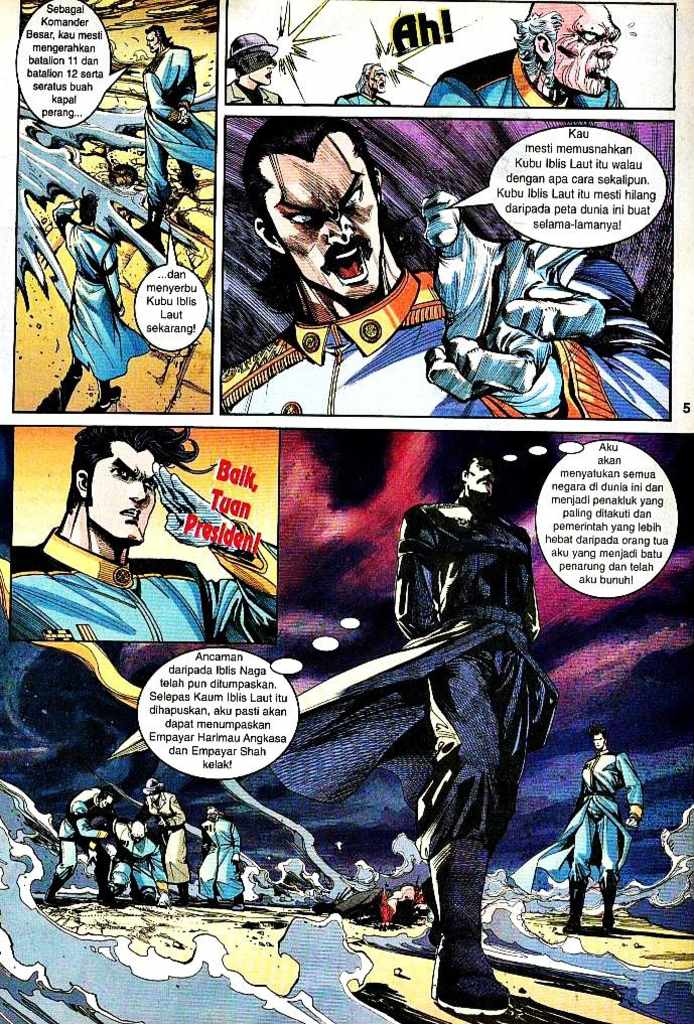 Sebagai
Komander
Besar, kau mesti
mengerahkan
batalion 11 dan
batalion 12 serta
seratus buah
kapal
perang...
...dan
menyerbu
Kubu Iblis
Laut itu
sekarang!
Ah!
Kau
mesti memusnahkan
Kubu Iblis Laut itu walau
dengan apa cara sekalipun.
Kubu Iblis Laut itu mesti hilang
daripada peta dunia ini buat
selama-lamanya!
5
Baik,
Tuan
Presiden!
Aku
akan
menyatukan semua
negara di dunia ini dan
menjadi penakluk yang
paling ditakuti dan
pemerintah yang lebih
hebat daripada orang tua
aku yang menjadi batu
penarung dan telah
aku bunuh!
Ancaman
daripada Iblis Naga
telah pun ditumpaskan.
Selepas Kaum Iblis Laut itu
dihapuskan, aku pasti akan
dapat menumpaskan
Empayar Harimau Angkasa
dan Empayar Shah
kelak!